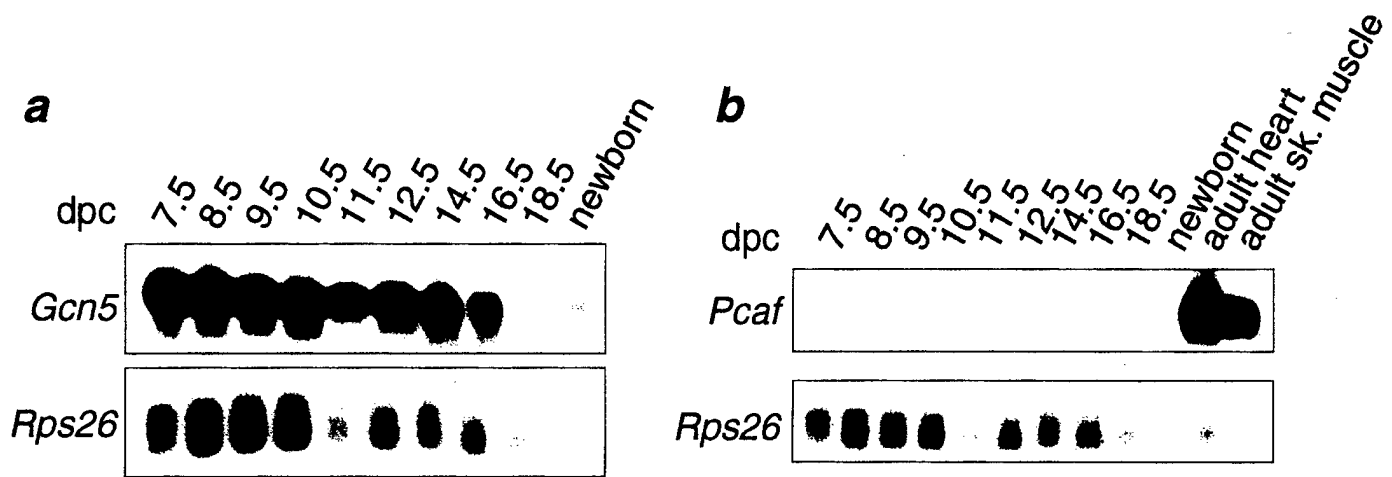 a
dpc 7.5 8.5 9.5 10.5 11.5 12.5 14.5 16.5 18.5 newborn
Gcn5
Rps26
b
dpc 7.5 8.5 9.5 10.5 11.5 12.5 14.5 16.5 18.5 newborn adult heart adult sk. muscle
Pcaf
Rps26